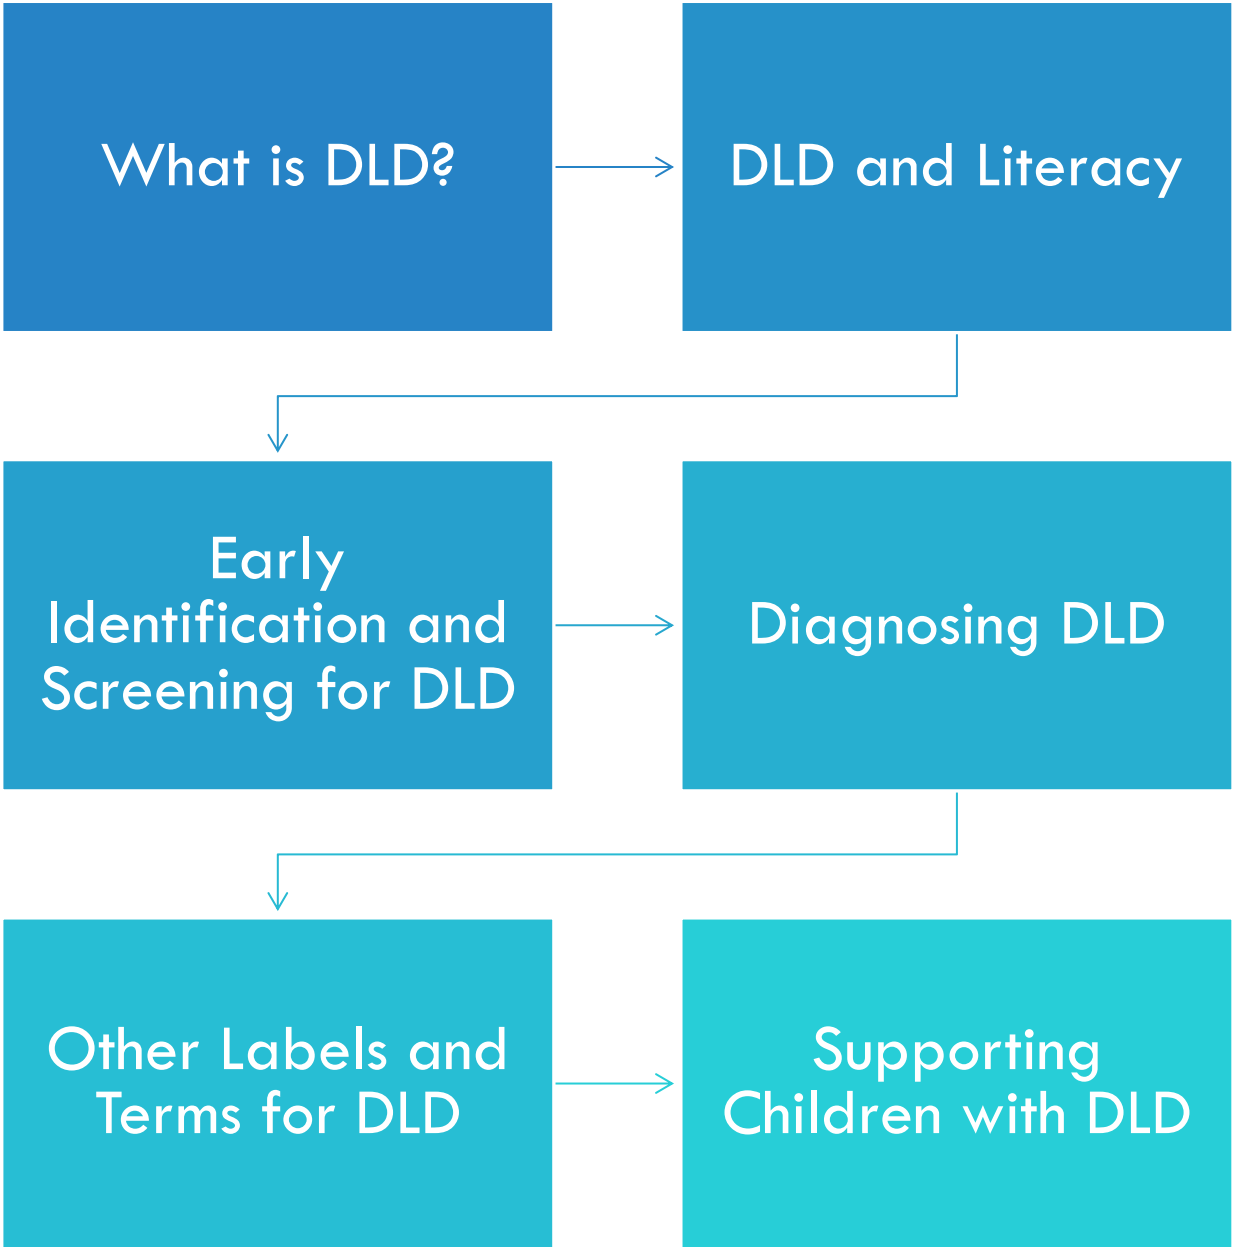 What is DLD?
DLD and Literacy
Early
Identification and
Screening for DLD
Diagnosing DLD
Other Labels and
Terms for DLD
Supporting
Children with DLD